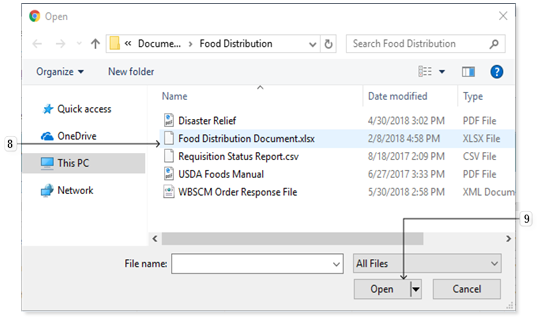 Open
« Docume... > Food Distribution
Search Food Distribution
Organize
New folder
Name Date modified Type
Quick access
OneDrive
This PC
Network
Disaster Relief 4/30/2018 3:02 PM PDF File
8
Food Distribution Document.xlsx 2/8/2018 4:58 PM XLSX File
Requisition Status Report.csv 8/18/2017 2:09 PM CSV File
USDA Foods Manual 6/27/2013 3:33 PM PDF File
WBSCM Order Response File 5/30/2018 2:58 PM XML Docum
9
File name:
All Files
Open
Cancel